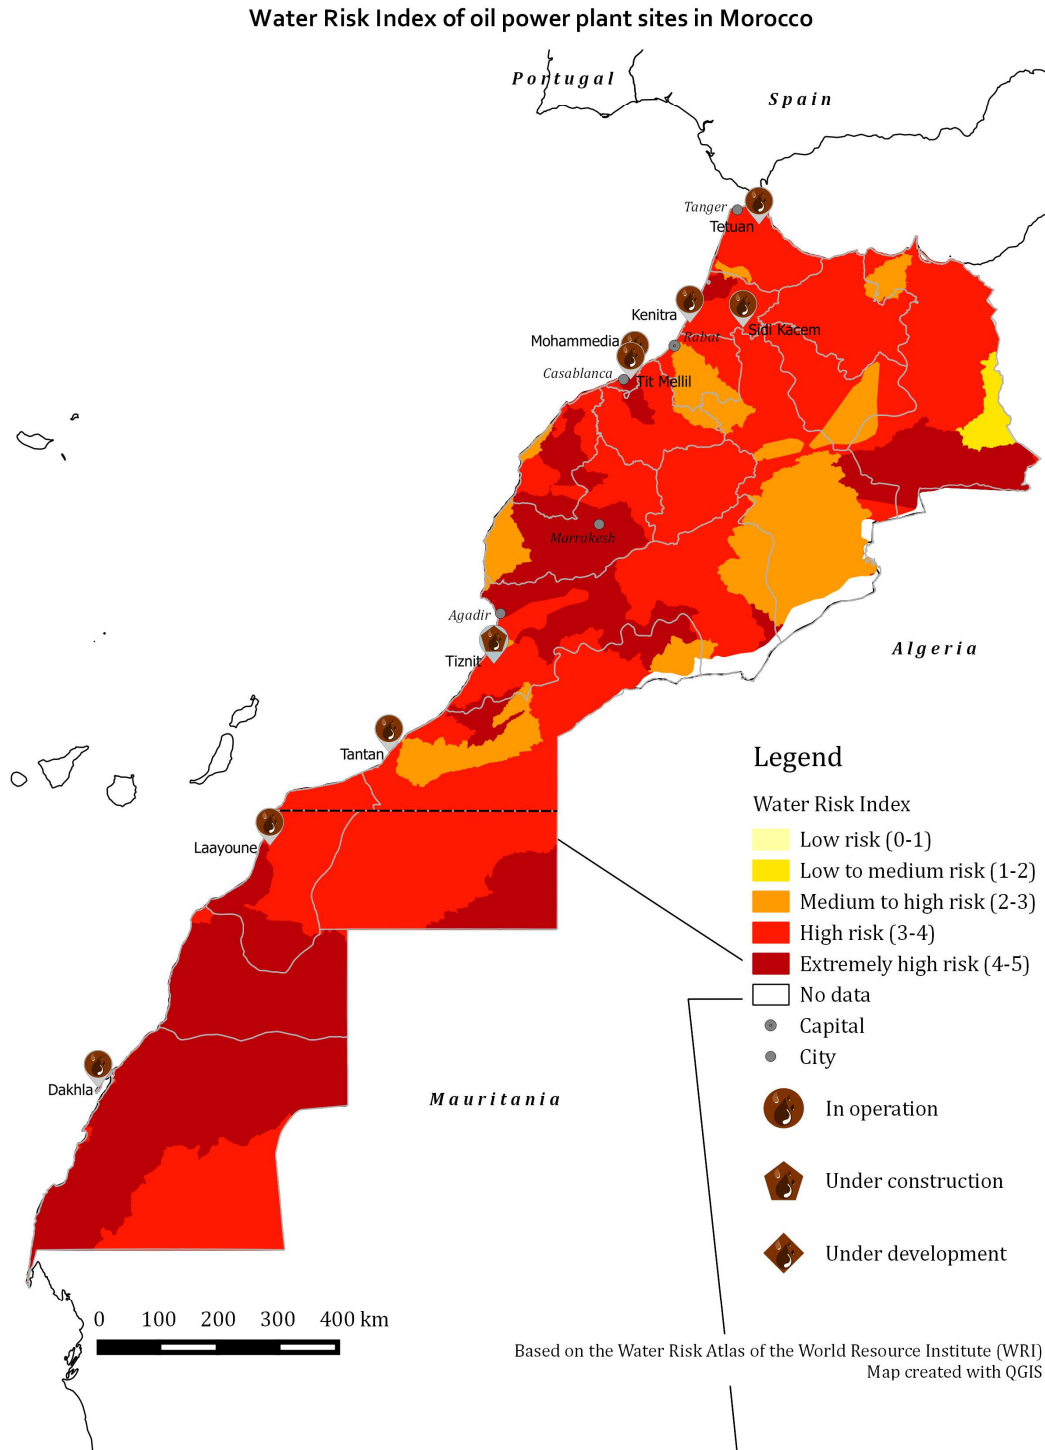 Water Risk Index of oil power plant sites in Morocco
Portugal
Spain
Tanger
Tetuan
Kenitra
Sidi Kacem
Mohammedia
Rabat
Casablanca
Tit Mellil
Marrakesh
Agadir
Algeria
Tiznit
Tantan
Laayoune
Dakhla
Mauritania
Legend
Water Risk Index
Low risk (0-1)
Low to medium risk (1-2)
Medium to high risk (2-3)
High risk (3-4)
Extremely high risk (4-5)
No data
Capital
City
In operation
Under construction
Under development
0 100 200 300 400 km
Based on the Water Risk Atlas of the World Resource Institute (WRI)
Map created with QGIS